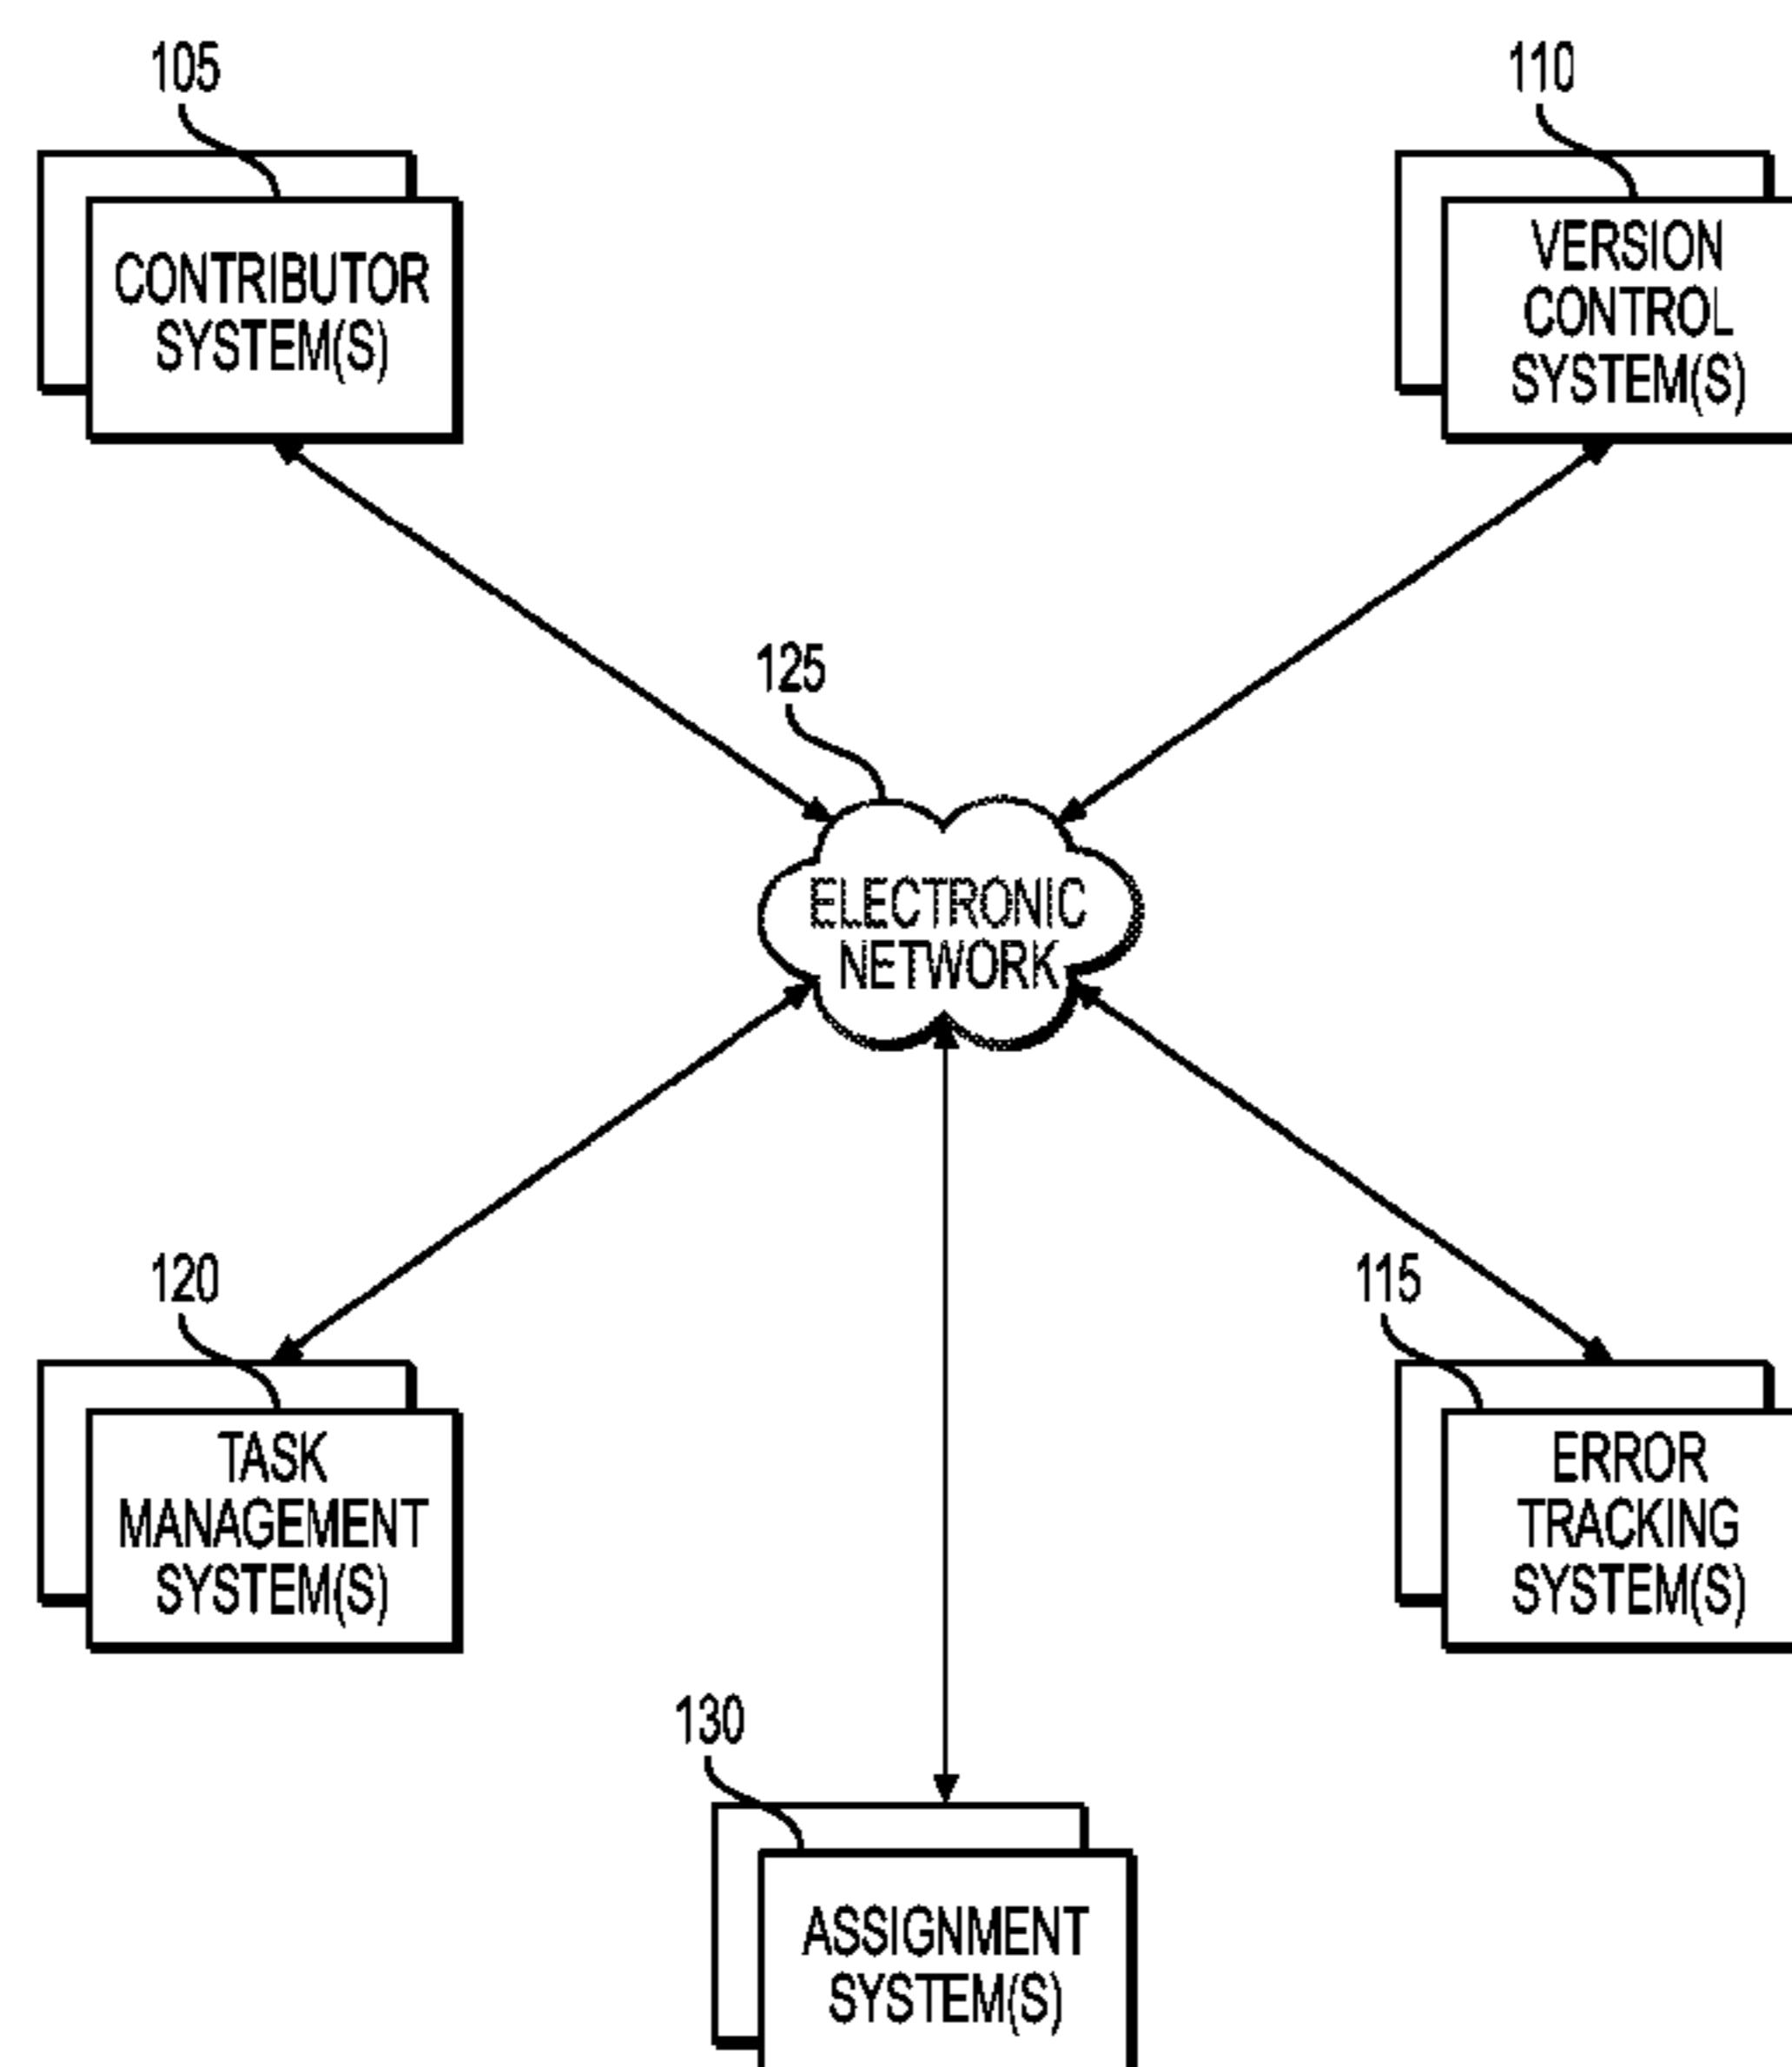 105
CONTRIBUTOR
SYSTEM(S)
110
VERSION
CONTROL
SYSTEM(S)
125
ELECTRONIC
NETWORK
120
TASK
MANAGEMENT
SYSTEM(S)
115
ERROR
TRACKING
SYSTEM(S)
130
ASSIGNMENT
SYSTEM(S)